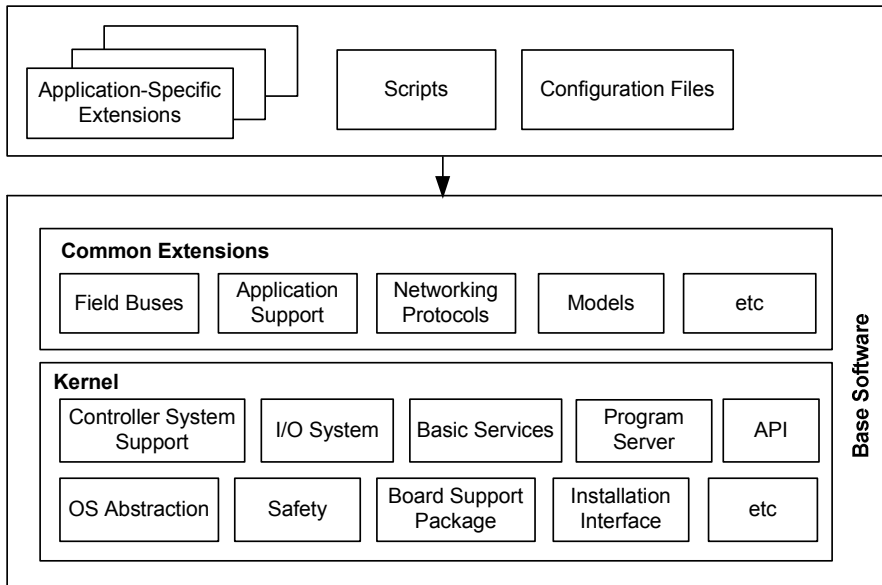 Application-Specific
Extensions
Scripts
Configuration Files
Common Extensions
Field Buses
Application
Support
Networking
Protocols
Models
etc
Kernel
Controller System
Support
I/O System
Basic Services
Program
Server
API
OS Abstraction
Safety
Board Support
Package
Installation
Interface
etc
Base Software